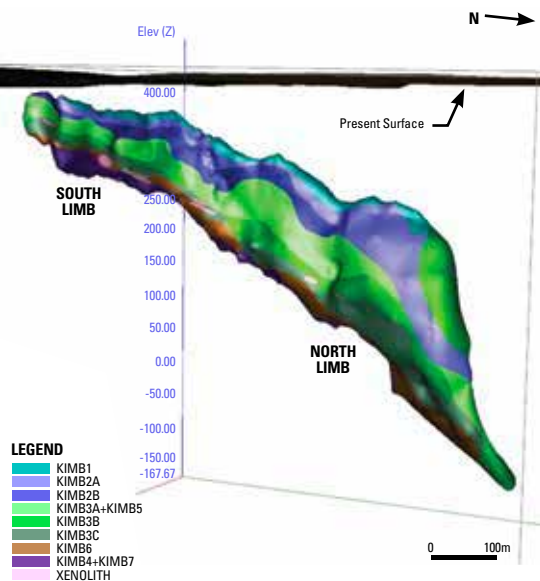 N
Elev (Z)
400.00
Present Surface
SOUTH
LIMB
250.00
200.00
150.00
100.00
50.00
0.00
-50.00
-100.00
-150.00
-167.67
NORTH
LIMB
LEGEND
KIMB1
KIMB2A
KIMB2B
KIMB3A+KIMB5
KIMB3B
KIMB3C
KIMB6
KIMB4+KIMB7
XENOLITH
0 100m